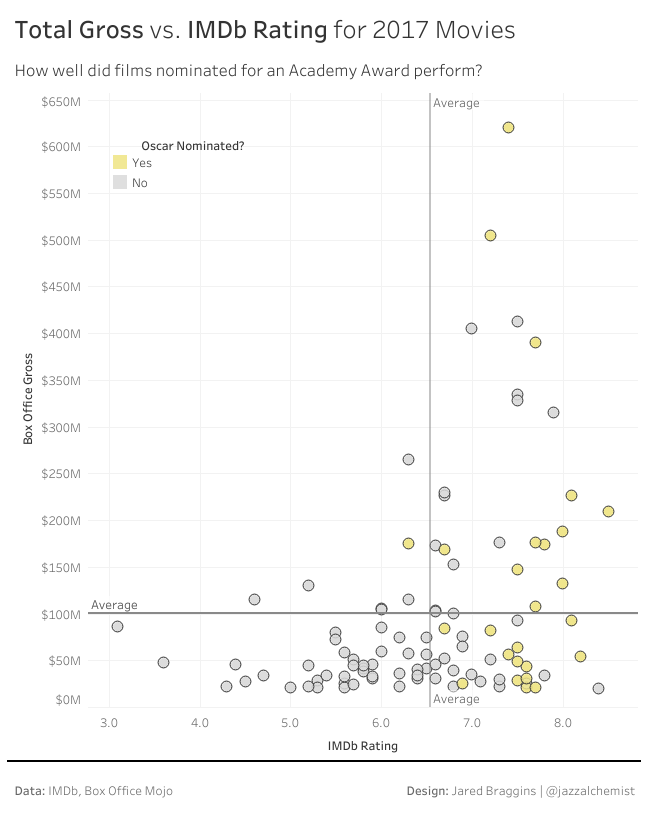 Total Gross vs. IMDb Rating for 2017 Movies
How well did films nominated for an Academy Award perform?
$650M
Average
$600M
Oscar Nominated?
Yes
No
$550M
$500M
$450M
$400M
$350M
Box Office Gross
$300M
$250M
$200M
$150M
Average
$100M
$50M
$0M
Average
3.0 4.0 5.0 6.0 7.0 8.0
IMDb Rating
Data: IMDb, Box Office Mojo
Design: Jared Braggins | @jazzalchemist